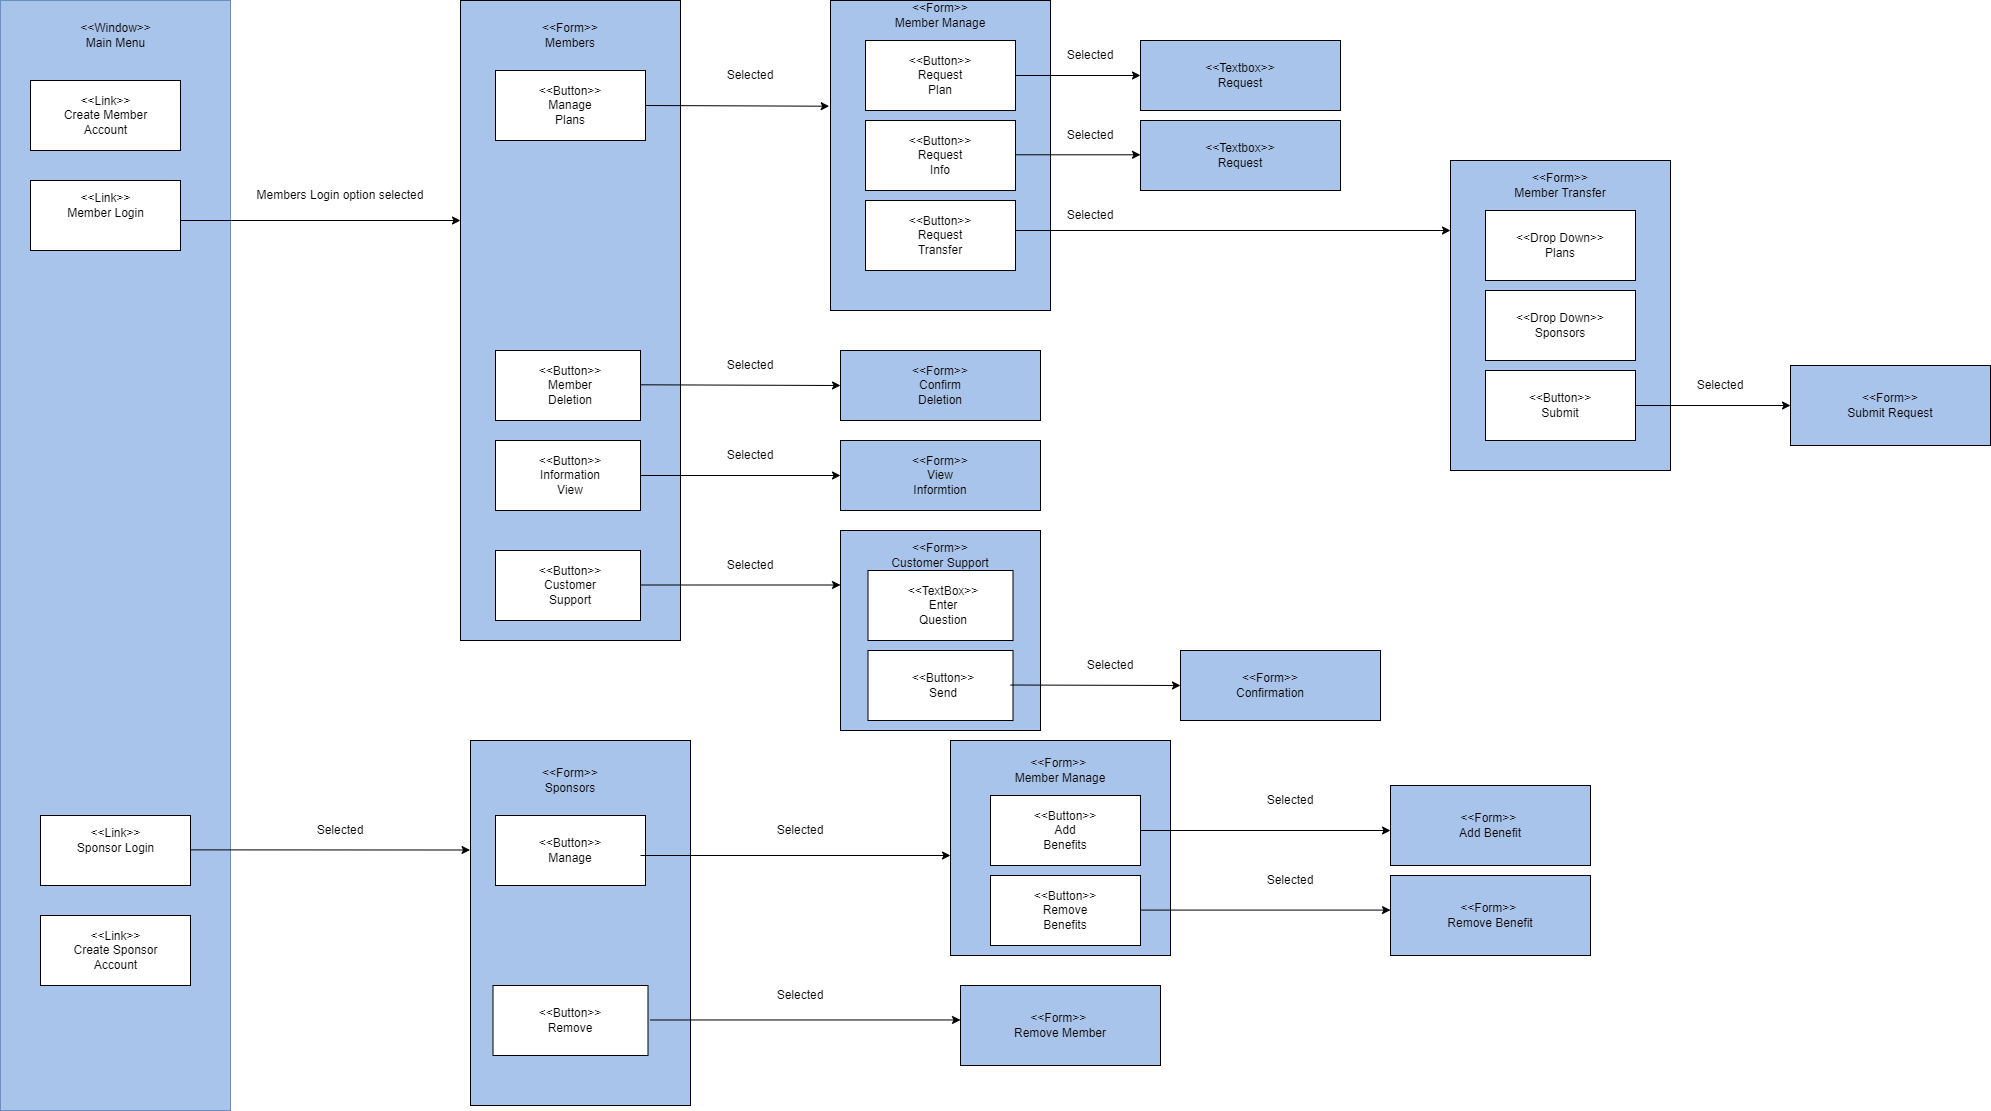 <<Window>>
Main Menu
<<Link>>
Create Member
Account
<<Link>>
Member Login
Members Login option selected
<<Form>>
Members
<<Button>>
Manage
Plans
Selected
<<Form>>
Member Manage
<<Button>>
Request
Plan
Selected
<<Textbox>>
Request
<<Button>>
Request
Info
Selected
<<Textbox>>
Request
<<Button>>
Request
Transfer
Selected
<<Form>>
Member Transfer
<<Drop Down>>
Plans
<<Drop Down>>
Sponsors
<<Button>>
Submit
Selected
<<Form>>
Submit Request
<<Button>>
Member
Deletion
Selected
<<Form>>
Confirm
Deletion
<<Button>>
Information
View
Selected
<<Form>>
View
Informtion
<<Button>>
Customer
Support
Selected
<<Form>>
Customer Support
<<TextBox>>
Enter
Question
<<Button>>
Send
Selected
<<Form>>
Confirmation
<<Link>>
Sponsor Login
Selected
<<Form>>
Sponsors
<<Button>>
Manage
Selected
<<Form>>
Member Manage
<<Button>>
Add
Benefits
Selected
<<Form>>
Add Benefit
<<Button>>
Remove
Benefits
Selected
<<Form>>
Remove Benefit
<<Link>>
Create Sponsor
Account
<<Button>>
Remove
Selected
<<Form>>
Remove Member